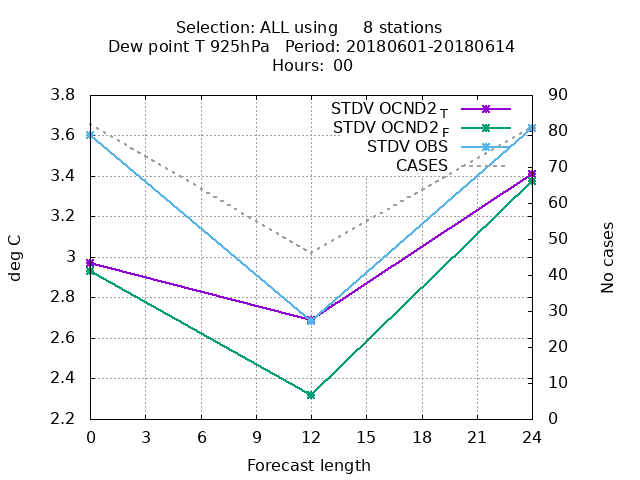 Selection: ALL using     8 stations
Dew point T 925hPa   Period: 20180601-20180614
Hours:  00
STDV OCND2 T
STDV OCND2 F
STDV OBS
CASES
3.8
3.6
3.4
3.2
3
2.8
2.6
2.4
2.2
deg C
90
80
70
60
50
40
30
20
10
0
No cases
0 3 6 9 12 15 18 21 24
Forecast length